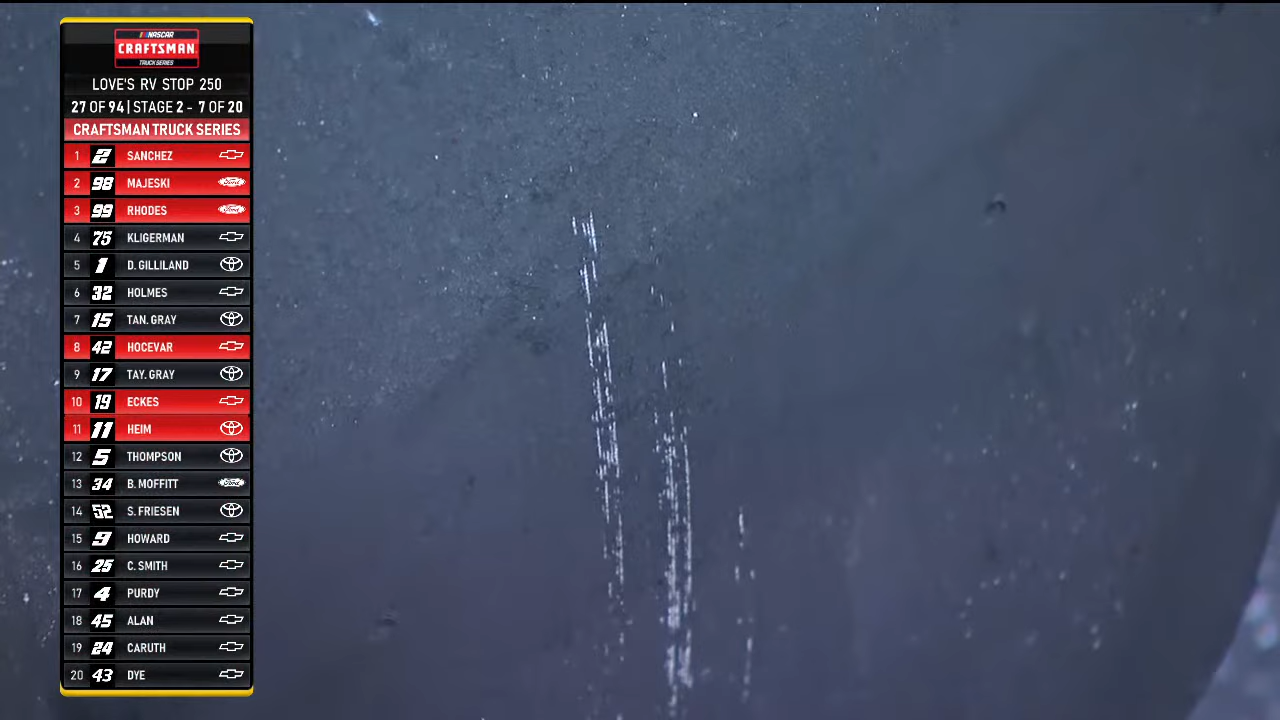 NASCAR
CRAFTSMAN
TRUCK SERIES
LOVE'S RV STOP 250
27 OF 94 | STAGE 2 - 7 OF 20
CRAFTSMAN TRUCK SERIES
1 2 SANCHEZ
2 98 MAJESKI Ford
3 99 RHODES Ford
4 75 KLIGERMAN
5 1 D. GILLILAND
6 32 HOLMES
7 15 TAN. GRAY
8 42 HOCEVAR
9 17 TAY. GRAY
10 19 ECKES
11 11 HEIM
12 5 THOMPSON
13 34 B. MOFFITT Ford
14 52 S. FRIESEN
15 9 HOWARD
16 25 C. SMITH
17 4 PURDY
18 45 ALAN
19 24 CARUTH
20 43 DYE